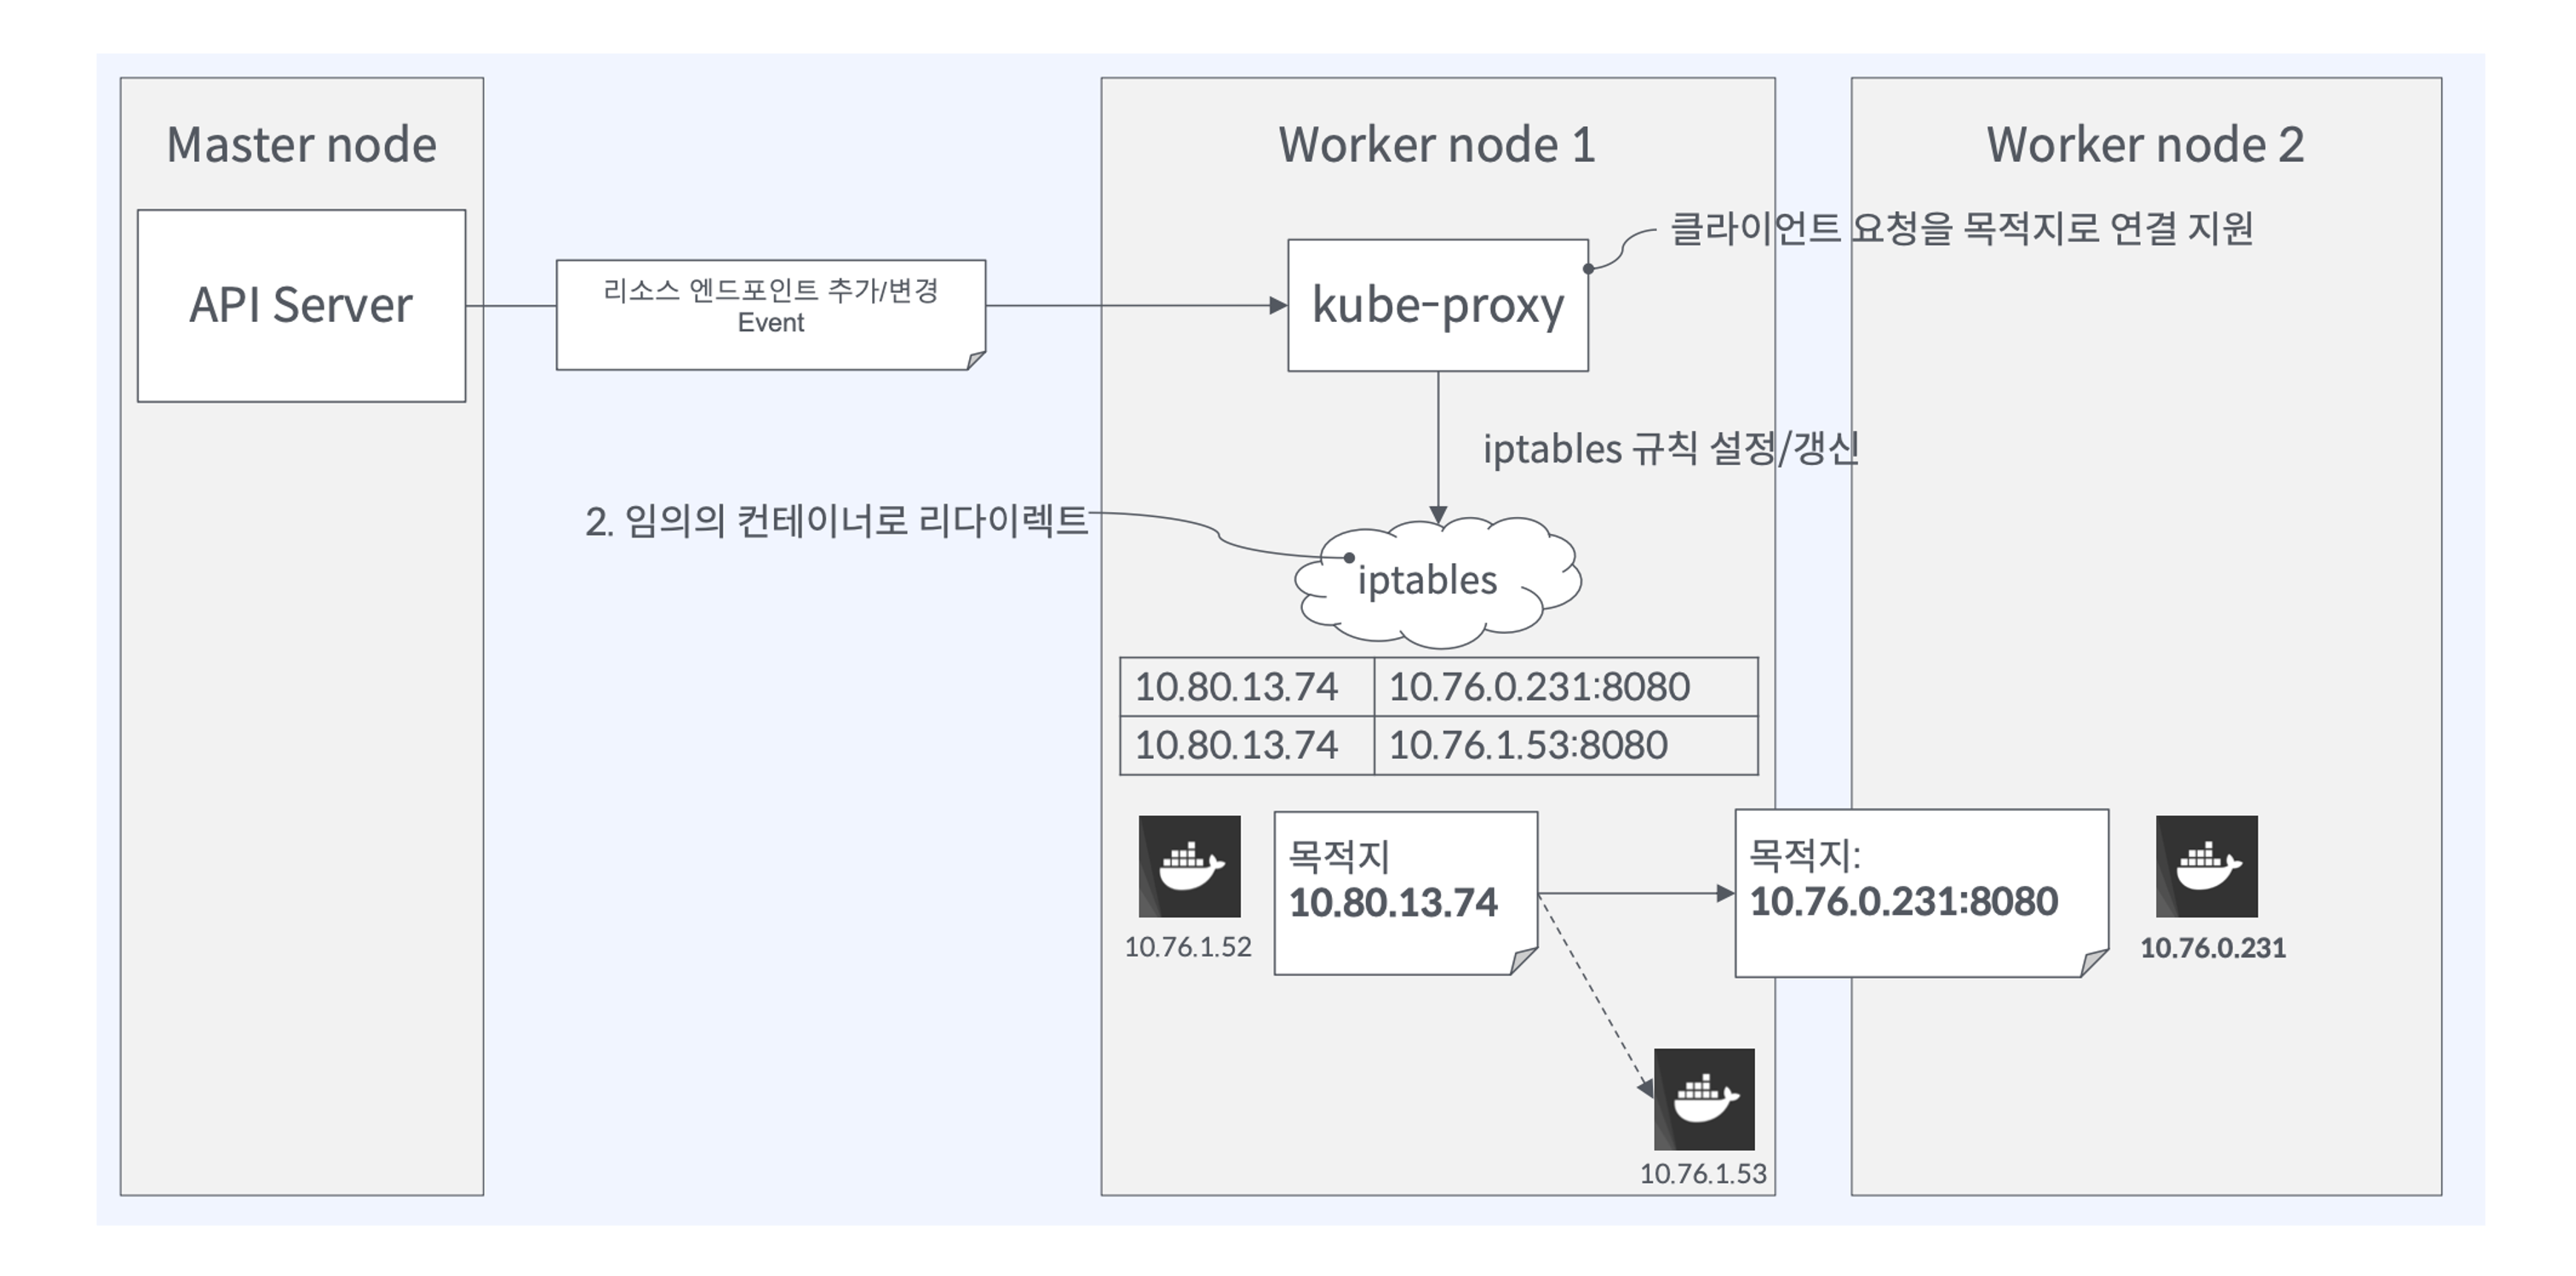 Master node
API Server
리소스 엔드포인트 추가/변경
Event
Worker node 1
Worker node 2
kube-proxy
클라이언트 요청을 목적지로 연결 지원
iptables 규칙 설정/갱신
2. 임의의 컨테이너로 리다이렉트
iptables
10.80.13.74 10.76.0.231:8080
10.80.13.74 10.76.1.53:8080
10.76.1.52
목적지
10.80.13.74
목적지:
10.76.0.231:8080
10.76.0.231
10.76.1.53